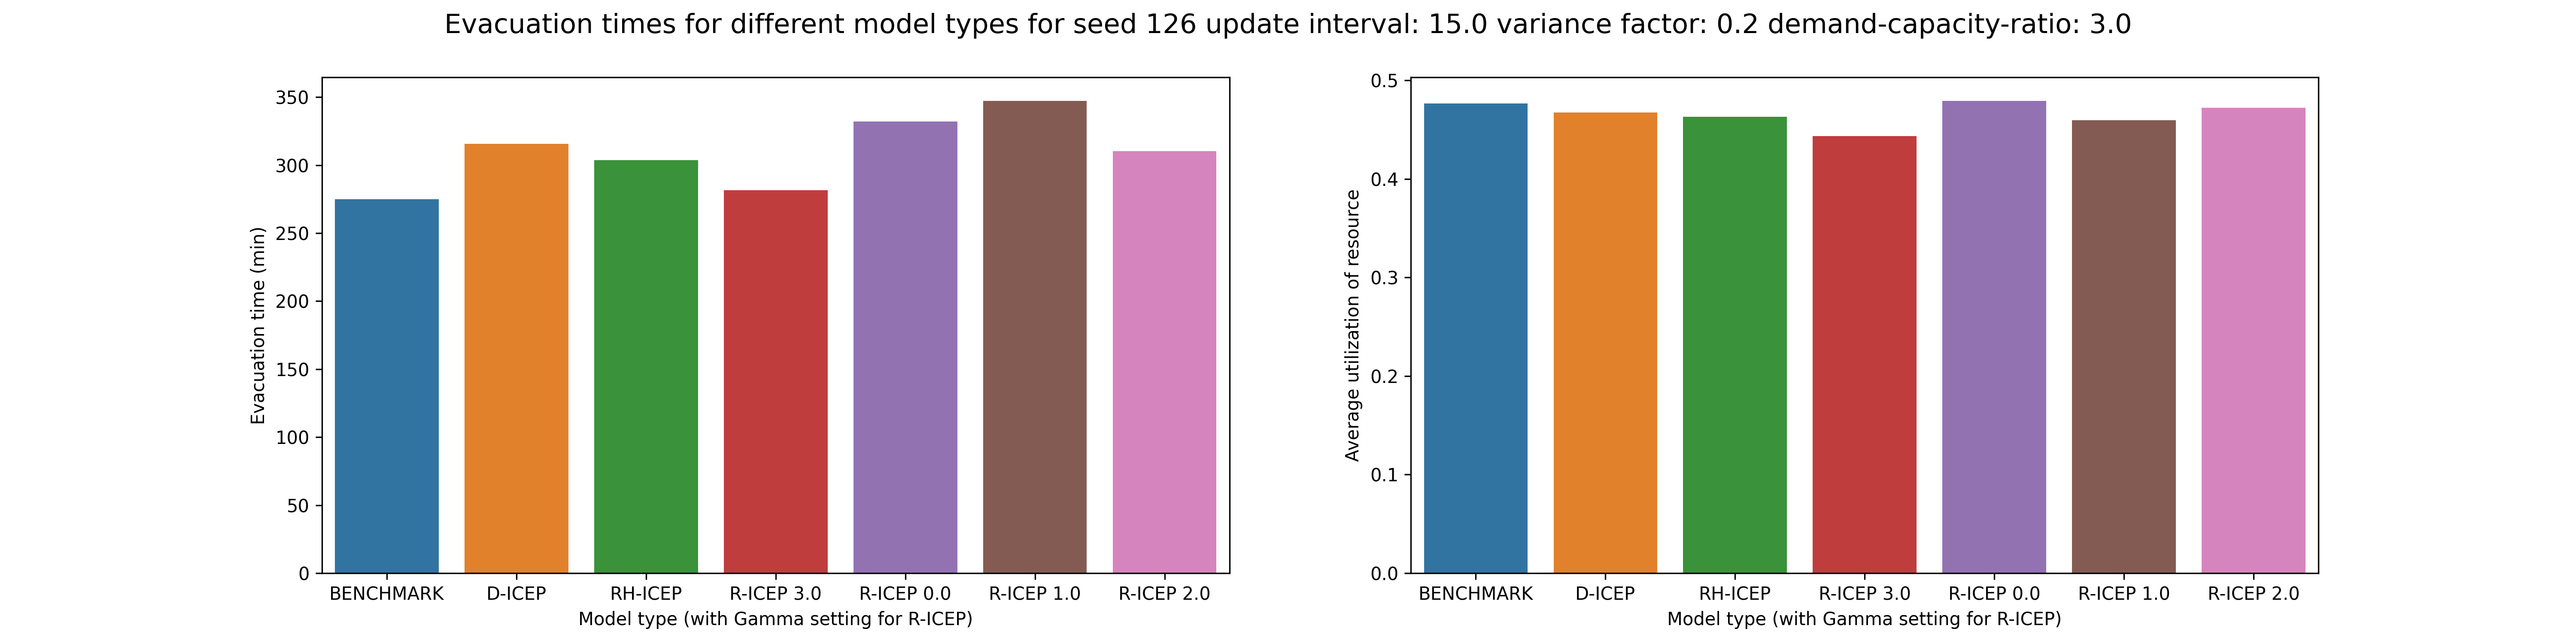 Evacuation times for different model types for seed 126 update interval: 15.0 variance factor: 0.2 demand-capacity-ratio: 3.0
Evacuation time (min)
350
300
250
200
150
100
50
0
BENCHMARK D-ICEP RH-ICEP R-ICEP 3.0 R-ICEP 0.0 R-ICEP 1.0 R-ICEP 2.0
Model type (with Gamma setting for R-ICEP)
Average utilization of resource
0.5
0.4
0.3
0.2
0.1
0.0
BENCHMARK D-ICEP RH-ICEP R-ICEP 3.0 R-ICEP 0.0 R-ICEP 1.0 R-ICEP 2.0
Model type (with Gamma setting for R-ICEP)